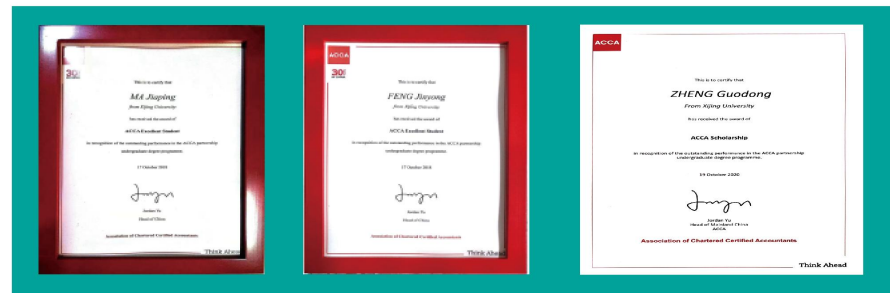 30
This is to certify that
MA Jiaping
from Xijing University
has received the award of
ACCA Excellent Student
in recognition of the outstanding performance in the ACCA partnership
undergraduate degree programme.
17 October 2018
Jordan Yu
Head of China
Association of Chartered Certified Accountants
Think Ahead
ACCA
30
This is to certify that
FENG Jinyong
from Xijing University
has received the award of
ACCA Excellent Student
in recognition of the outstanding performance in the ACCA partnership
undergraduate degree programme.
17 October 2018
Jordan Yu
Head of China
Association of Chartered Certified Accountants
Think Ahead
ACCA
This is to certify that
ZHENG Guodong
From Xijing University
has received the award of
ACCA Scholarship
in recognition of the outstanding performance in the ACCA partnership
undergraduate degree programme.
19 October 2020
Jordan Yu
Head of Mainland China
ACCA
Association of Chartered Certified Accountants
Think Ahead